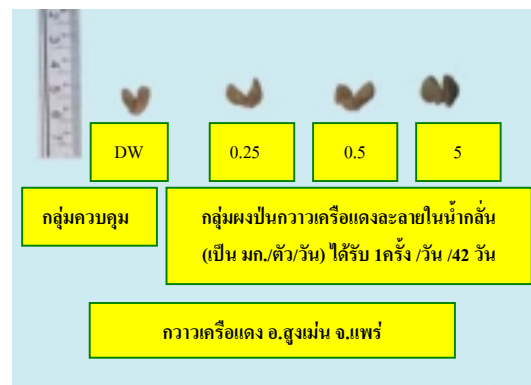 DW
0.25
0.5
5
กลุ่มควบคุม
กลุ่มผงป่นกวาวเครือแดงละลายในน้ำกลั่น
(เป็น มก./ตัว/วัน) ได้รับ 1ครั้ง /วัน /42 วัน
กวาวเครือแดง อ.สูงเม่น จ.แพร่